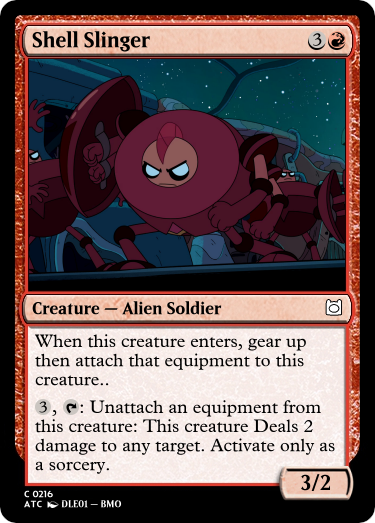 Shell Slinger 3
Creature — Alien Soldier
When this creature enters, gear up
then attach that equipment to this
creature..
3, : Unattach an equipment from
this creature: This creature Deals 2
damage to any target. Activate only as
a sorcery.
3/2
C 0216
ATC DLE01 — BMO